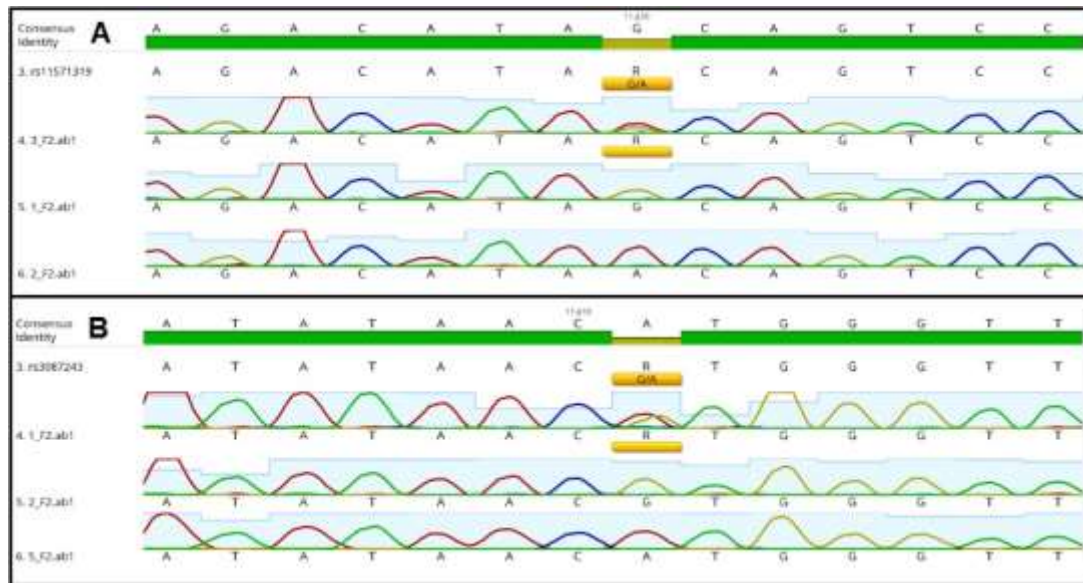 A
Consensus A G A C A T A G C A G T C C
Identity
3. rs11571319 A G A C A T A R C A G T C C
G/A
4. 3_F2.ab1 A G A C A T A R C A G T C C
5. 1_F2.ab1 A G A C A T A G C A G T C C
6. 2_F2.ab1 A G A C A T A A C A G T C C
B
Consensus A T A T A A C A T G G G T T
Identity
3. rs3087243 A T A T A A C R T G G G T T
G/A
4. 1_F2.ab1 A T A T A A C R T G G G T T
5. 2_F2.ab1 A T A T A A C G T G G G T T
6. 5_F2.ab1 A T A T A A C A T G G G T T